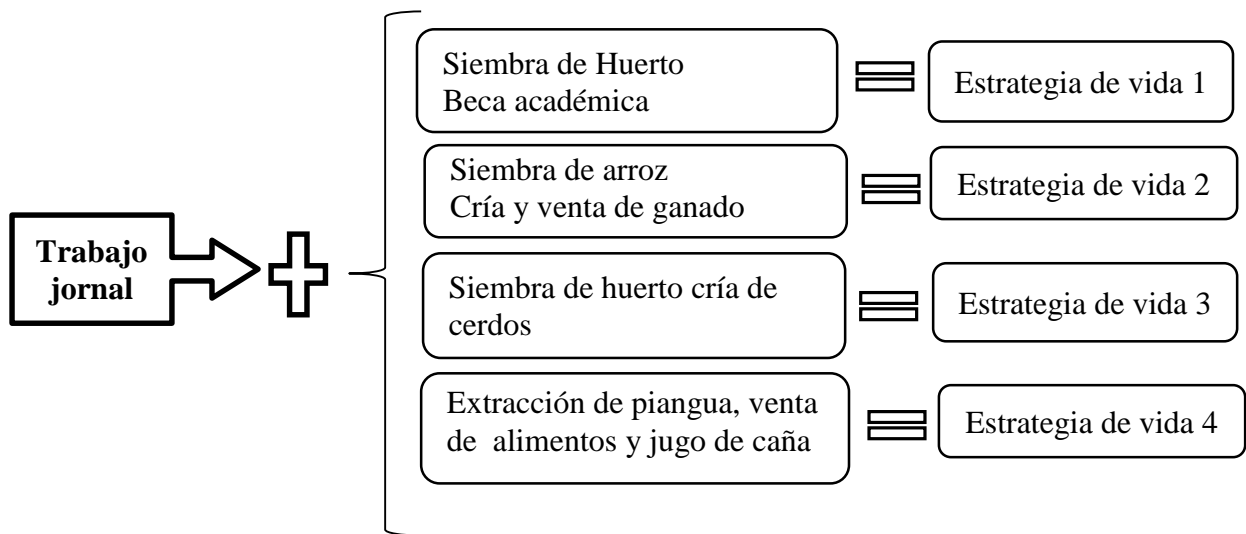 Siembra de Huerto
Beca académica
Estrategia de vida 1
Siembra de arroz
Cría y venta de ganado
Estrategia de vida 2
Trabajo
jornal
Siembra de huerto cría de
cerdos
Estrategia de vida 3
Extracción de piangua, venta
de alimentos y jugo de caña
Estrategia de vida 4